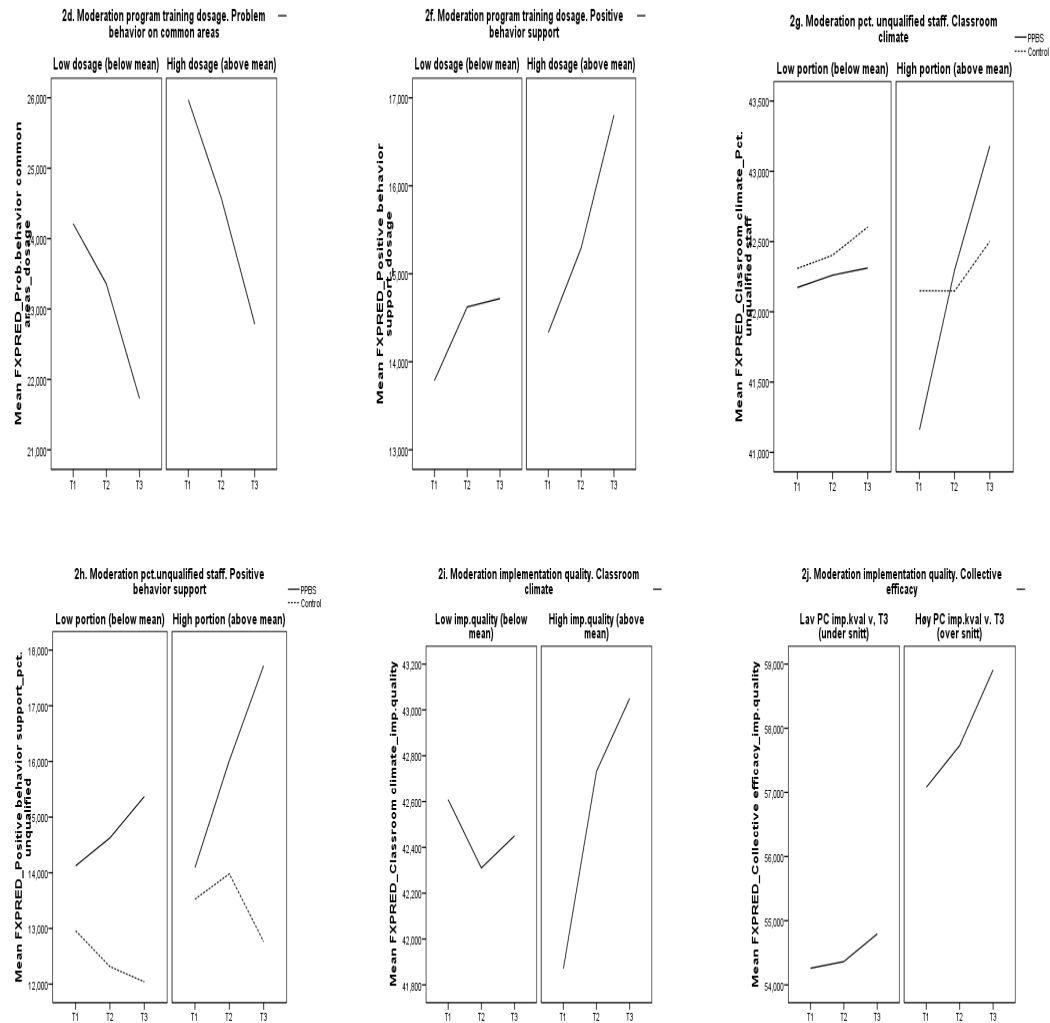 2d. Moderation program training dosage. Problem
behavior on common areas
Low dosage (below mean) High dosage (above mean)
Mean FXPRED_Prob.behavior common
areas_dosage
26,000
25,000
24,000
23,000
22,000
21,000
T1 T2 T3 T1 T2 T3
2f. Moderation program training dosage. Positive
behavior support
Low dosage (below mean) High dosage (above mean)
Mean FXPRED_Positive behavior
support_dosage
17,000
16,000
15,000
14,000
13,000
T1 T2 T3 T1 T2 T3
2g. Moderation pct. unqualified staff. Classroom
climate
PPBS
Control
Low portion (below mean) High portion (above mean)
Mean FXPRED_Classroom climate_Pct.
unqualified staff
43,500
43,000
42,500
42,000
41,500
41,000
T1 T2 T3 T1 T2 T3
2h. Moderation pct.unqualified staff. Positive
behavior support
PPBS
Control
Low portion (below mean) High portion (above mean)
Mean FXPRED_Positive behavior support_pct.
unqualified
18,000
17,000
16,000
15,000
14,000
13,000
12,000
T1 T2 T3 T1 T2 T3
2i. Moderation implementation quality. Classroom
climate
Low imp.quality (below
mean)
High imp.quality (above
mean)
Mean FXPRED_Classroom climate_imp.quality
43,200
43,000
42,800
42,600
42,400
42,200
42,000
41,800
T1 T2 T3 T1 T2 T3
2j. Moderation implementation quality. Collective
efficacy
Lav PC imp.kval v, T3
(under snitt)
Høy PC imp.kval v. T3
(over snitt)
Mean FXPRED_Collective efficacy_imp.quality
59,000
58,000
57,000
56,000
55,000
54,000
T1 T2 T3 T1 T2 T3